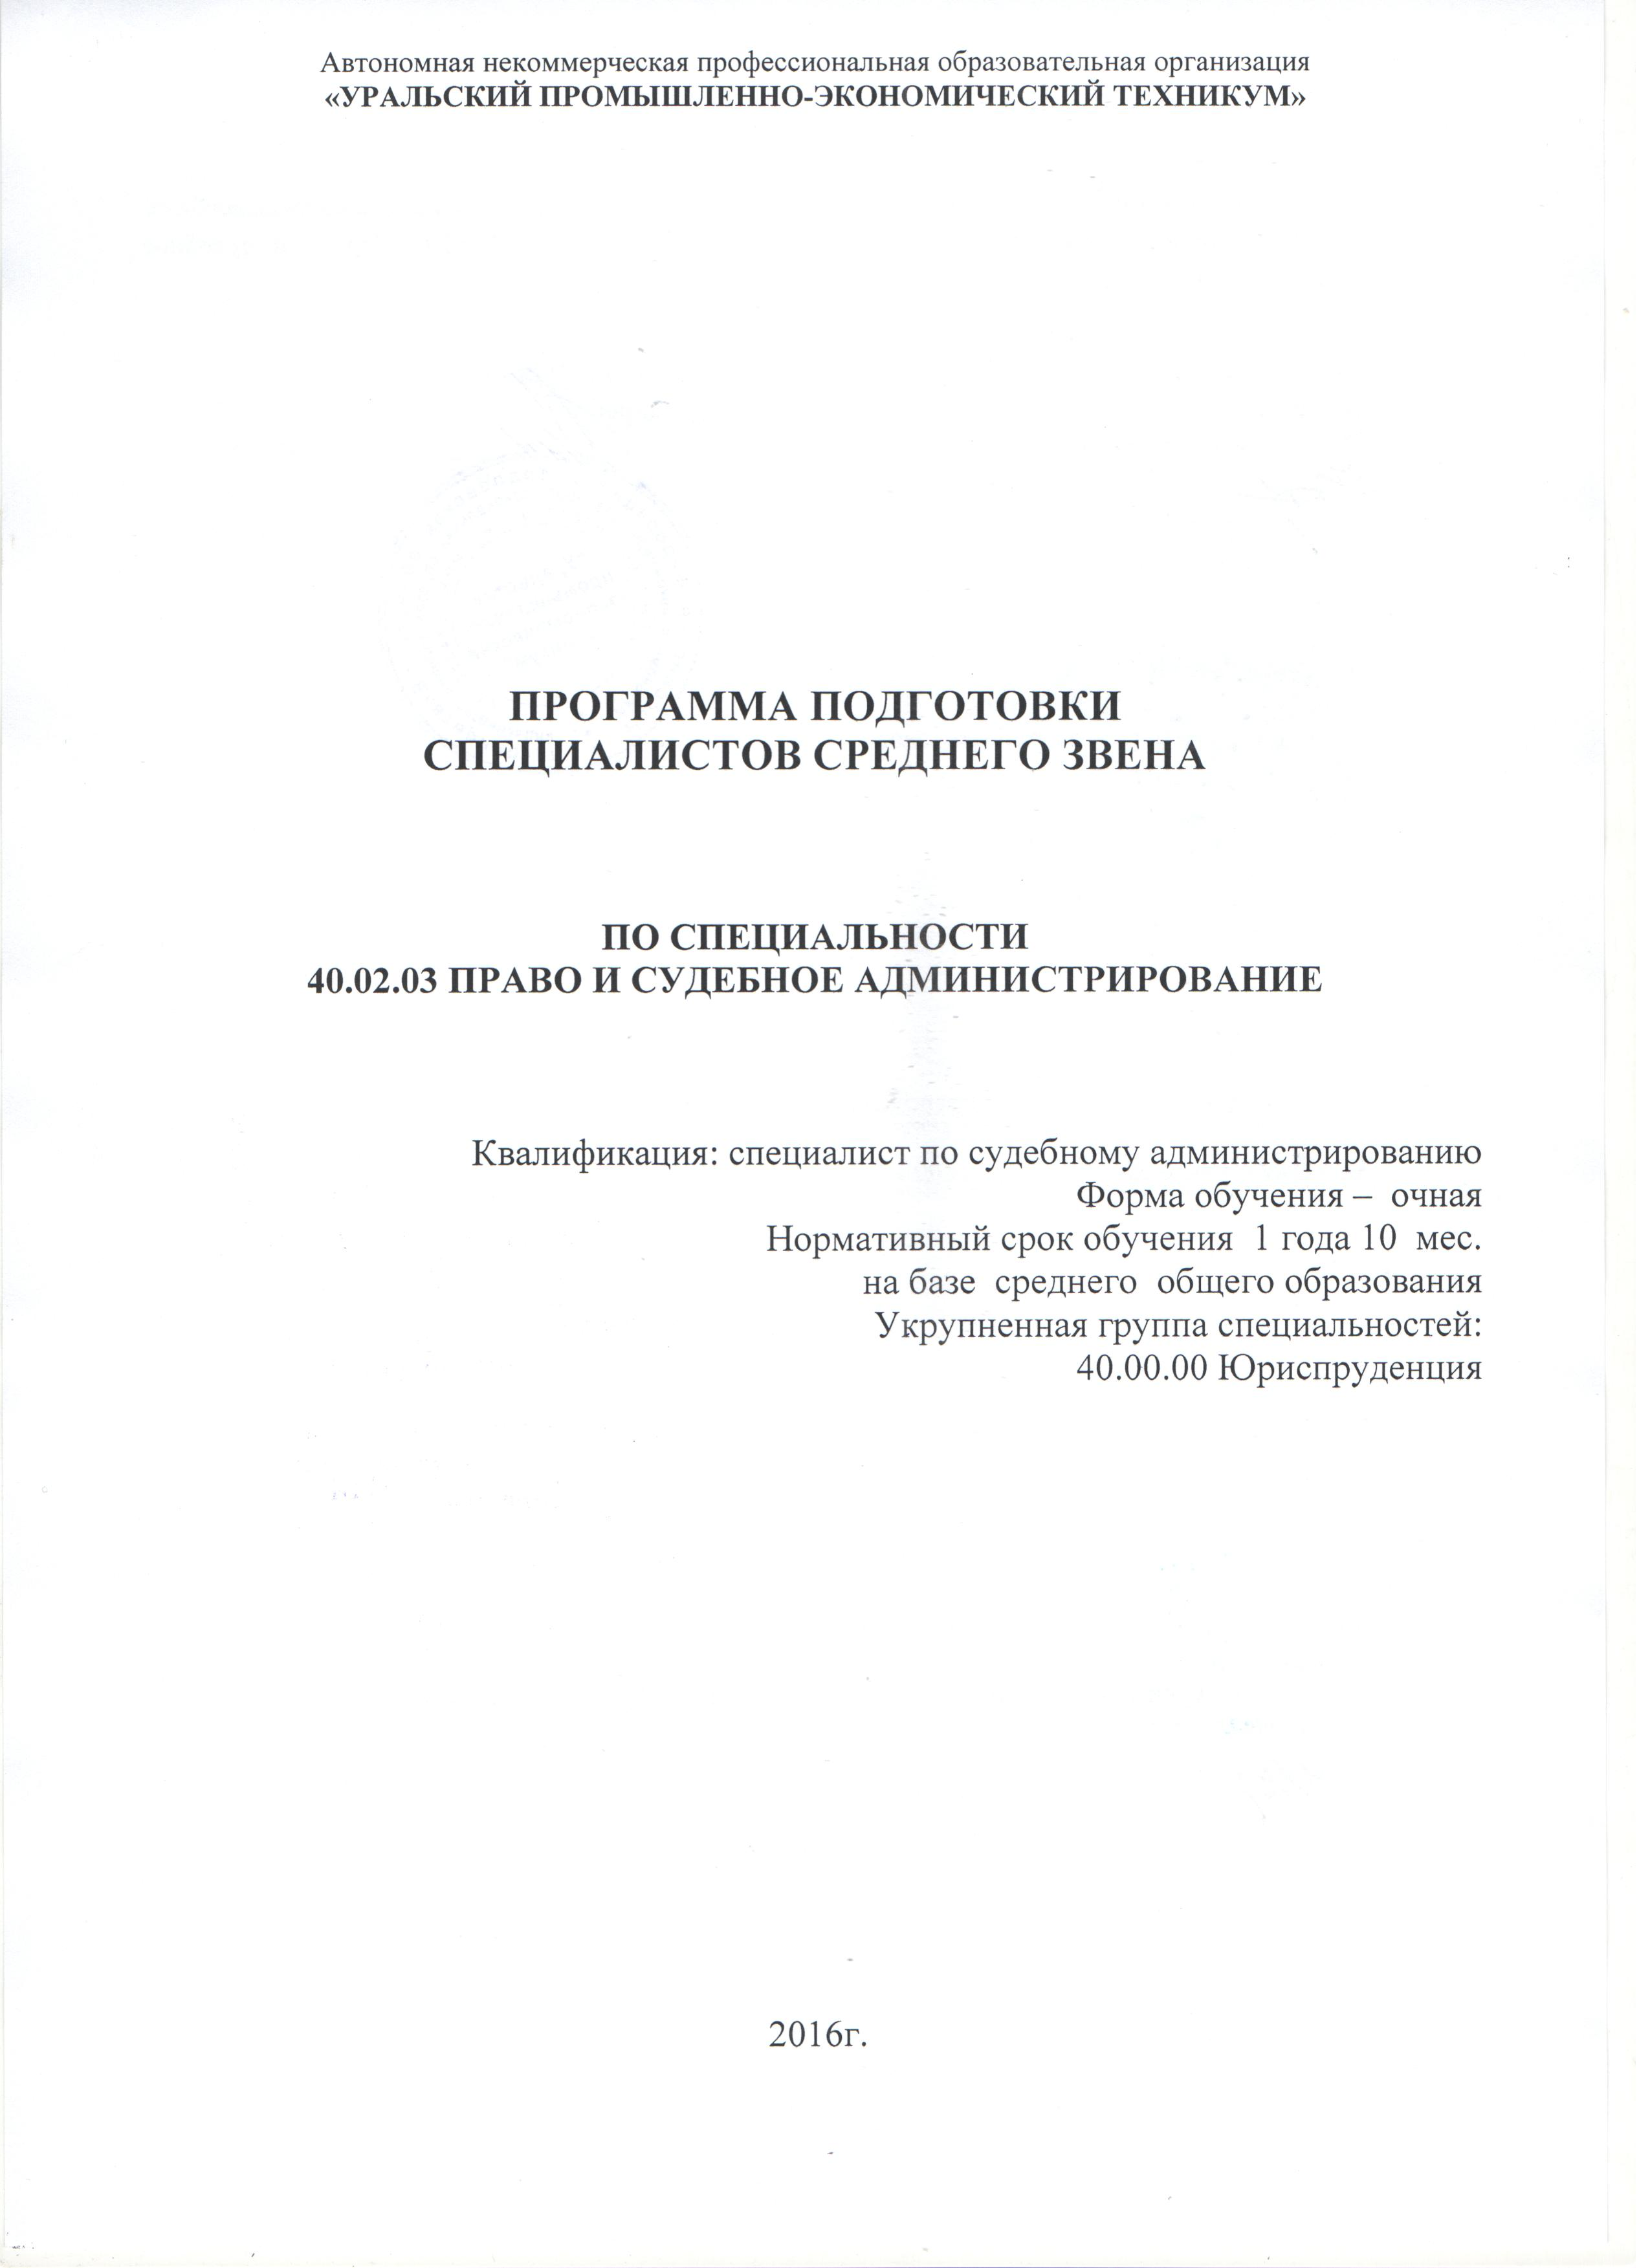 Автономная некоммерческая профессиональная образовательная организация
«УРАЛЬСКИЙ ПРОМЫШЛЕННО-ЭКОНОМИЧЕСКИЙ ТЕХНИКУМ»
ПРОГРАММА ПОДГОТОВКИ
СПЕЦИАЛИСТОВ СРЕДНЕГО ЗВЕНА
ПО СПЕЦИАЛЬНОСТИ
40.02.03 ПРАВО И СУДЕБНОЕ АДМИНИСТРИРОВАНИЕ
Квалификация: специалист по судебному администрированию
Форма обучения – очная
Нормативный срок обучения 1 года 10 мес.
на базе среднего общего образования
Укрупненная группа специальностей:
40.00.00 Юриспруденция
2016г.